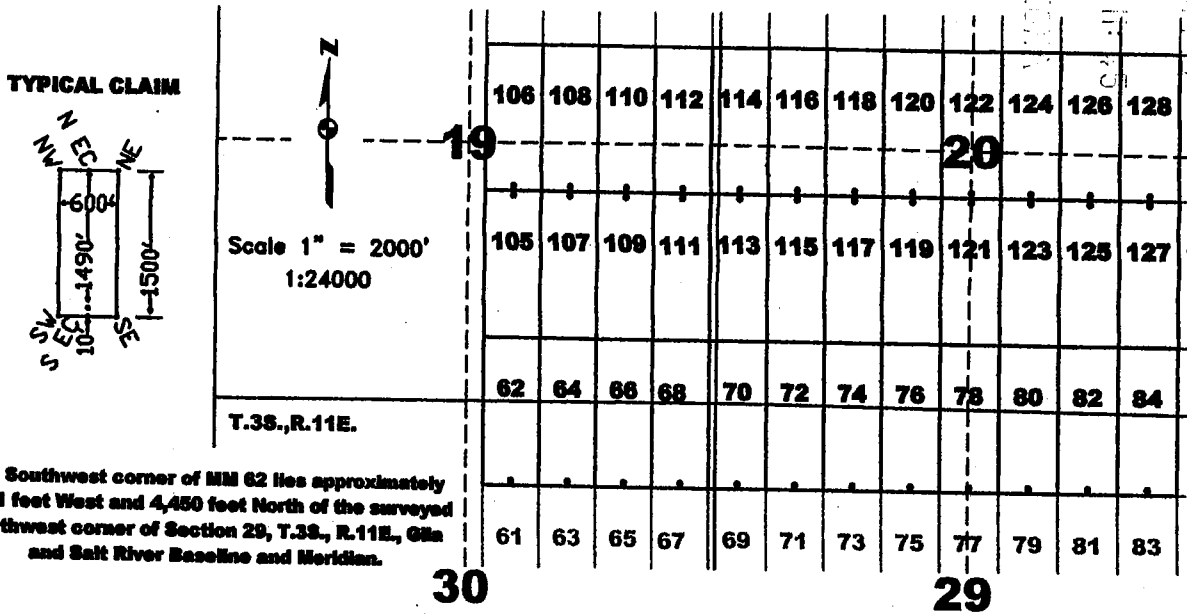 TYPICAL CLAIM
NW
N EC
NE
600'
1490'
1500'
SW
S EC
10'
SE
N
Scale 1" = 2000'
1:24000
T.3S.,R.11E.
Southwest corner of MM 62 lies approximately
feet West and 4,450 feet North of the surveyed
thwest corner of Section 29, T.3S., R.11E., Gila
and Salt River Baseline and Meridian.
106 108 110 112 114 116 118 120 122 124 126 128
19 20
105 107 109 111 113 115 117 119 121 123 125 127
62 64 66 68 70 72 74 76 78 80 82 84
61 63 65 67 69 71 73 75 77 79 81 83
30 29